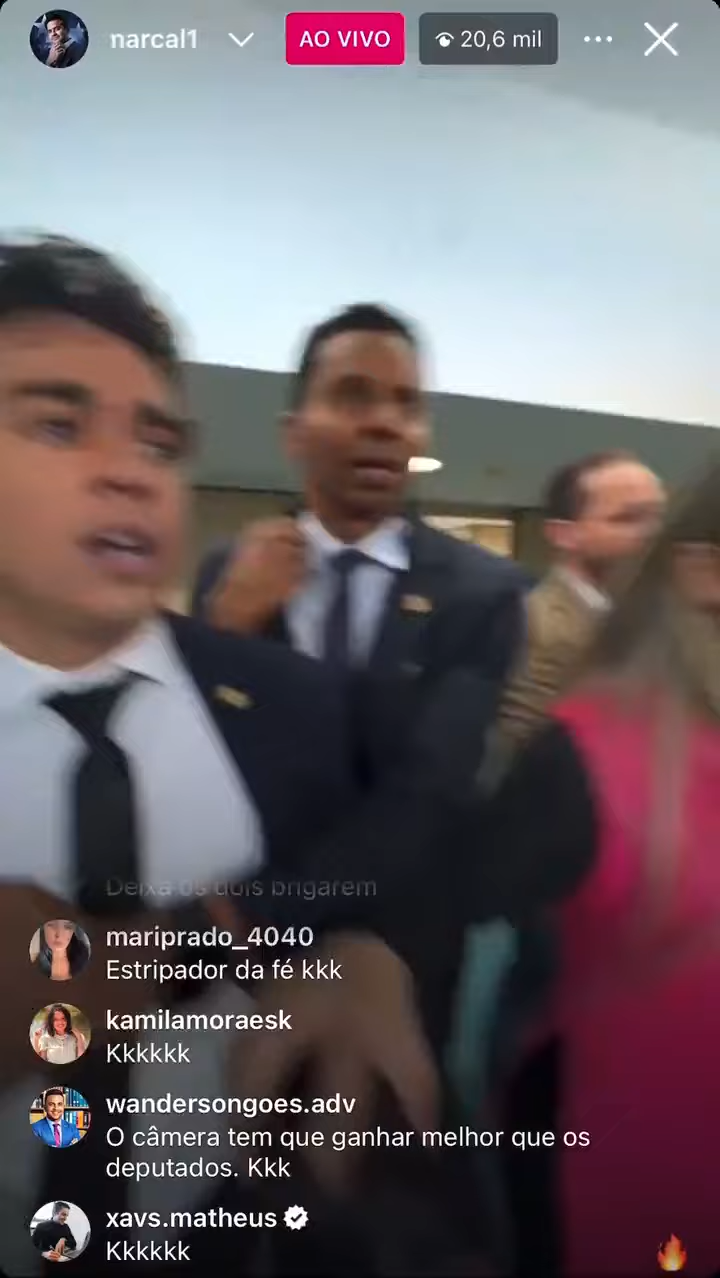 narcal1
AO VIVO
20,6 mil
Deixa os dois brigarem
mariprado_4040
Estripador da fé kkk
kamilamoraesk
Kkkkkk
wandersongoes.adv
O câmera tem que ganhar melhor que os
deputados. Kkk
xavs.matheus
Kkkkkk